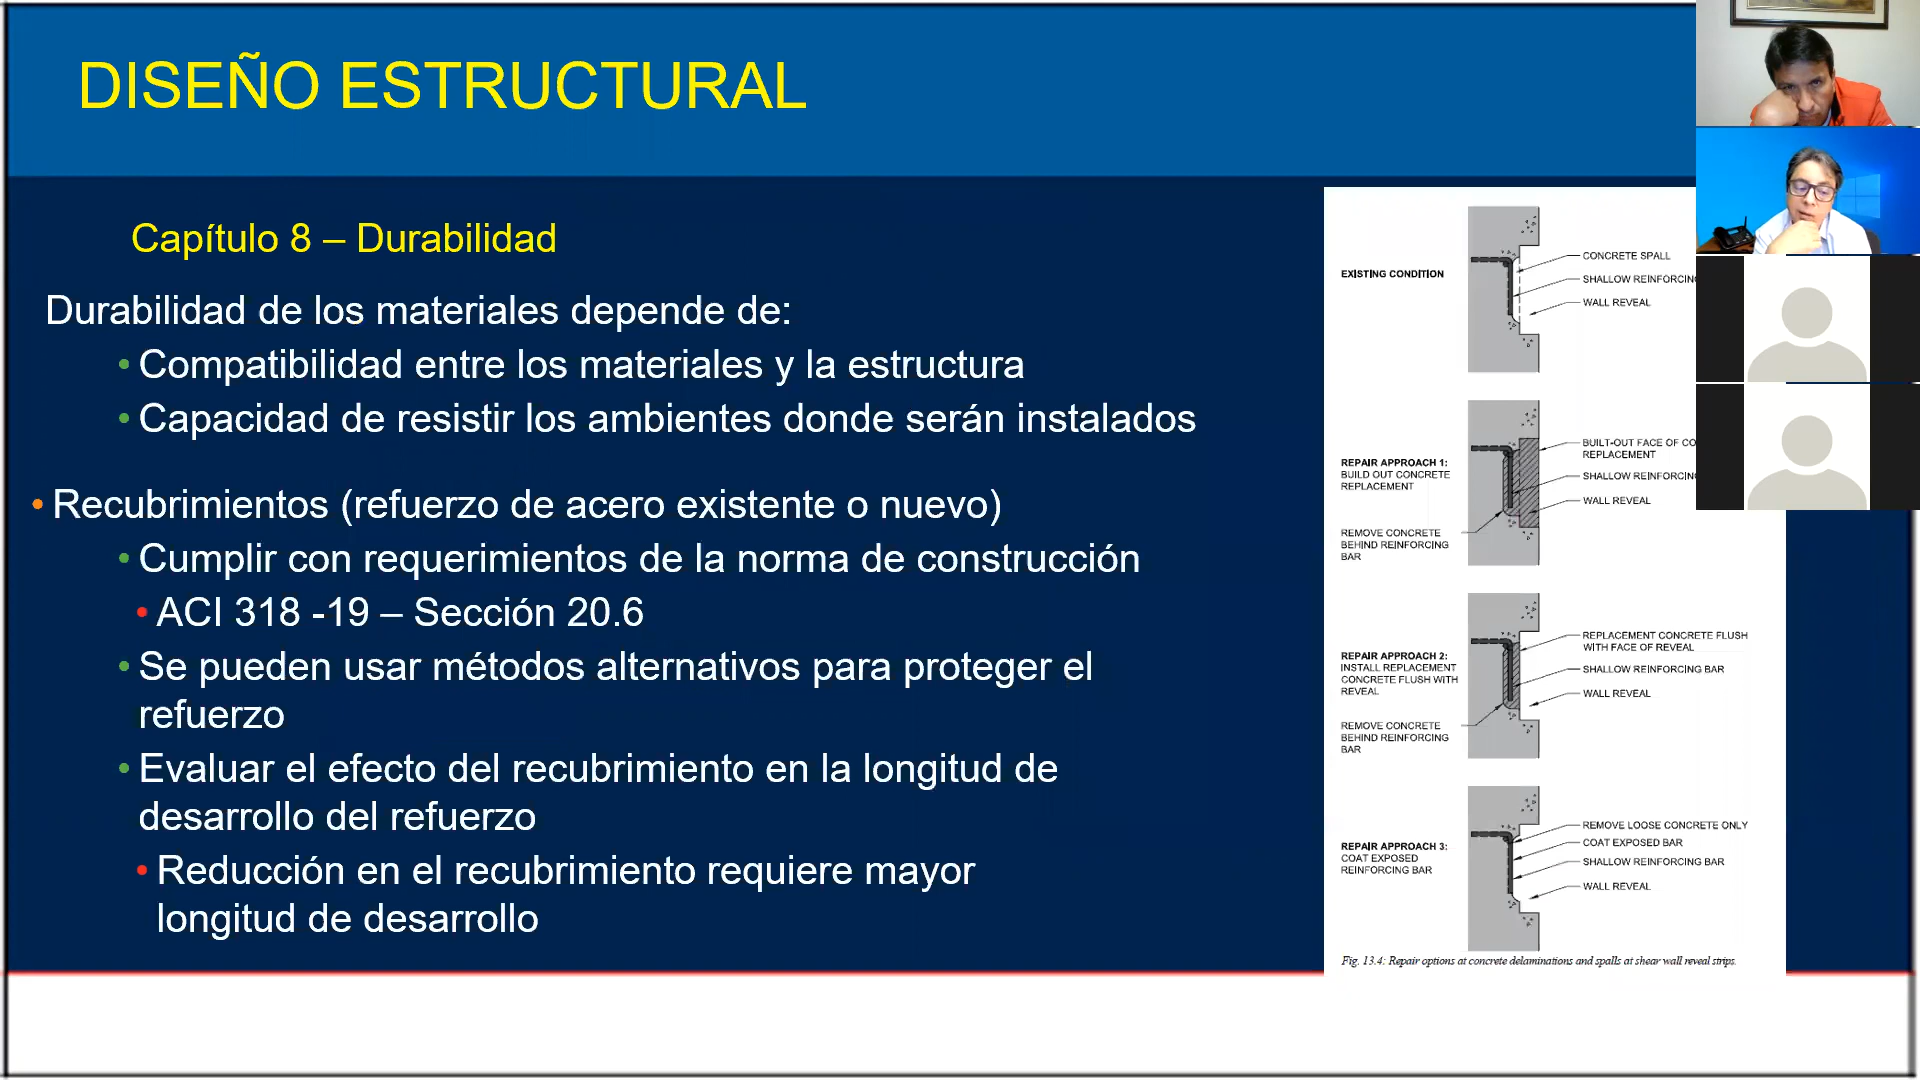 DISEÑO ESTRUCTURAL
Capítulo 8 – Durabilidad
Durabilidad de los materiales depende de:
• Compatibilidad entre los materiales y la estructura
• Capacidad de resistir los ambientes donde serán instalados
• Recubrimientos (refuerzo de acero existente o nuevo)
• Cumplir con requerimientos de la norma de construcción
• ACI 318 -19 – Sección 20.6
• Se pueden usar métodos alternativos para proteger el
refuerzo
• Evaluar el efecto del recubrimiento en la longitud de
desarrollo del refuerzo
• Reducción en el recubrimiento requiere mayor
longitud de desarrollo
EXISTING CONDITION
CONCRETE SPALL
SHALLOW REINFORCING
WALL REVEAL
REPAIR APPROACH 1:
BUILD OUT CONCRETE
REPLACEMENT
REMOVE CONCRETE
BEHIND REINFORCING
BAR
BUILT-OUT FACE OF CO
REPLACEMENT
SHALLOW REINFORCING
WALL REVEAL
REPAIR APPROACH 2:
INSTALL REPLACEMENT
CONCRETE FLUSH WITH
REVEAL
REMOVE CONCRETE
BEHIND REINFORCING
BAR
REPLACEMENT CONCRETE FLUSH
WITH FACE OF REVEAL
SHALLOW REINFORCING BAR
WALL REVEAL
REPAIR APPROACH 3:
COAT EXPOSED
REINFORCING BAR
REMOVE LOOSE CONCRETE ONLY
COAT EXPOSED BAR
SHALLOW REINFORCING BAR
WALL REVEAL
Fig. 13.4: Repair options at concrete delaminations and spalls at shear wall reveal strips.